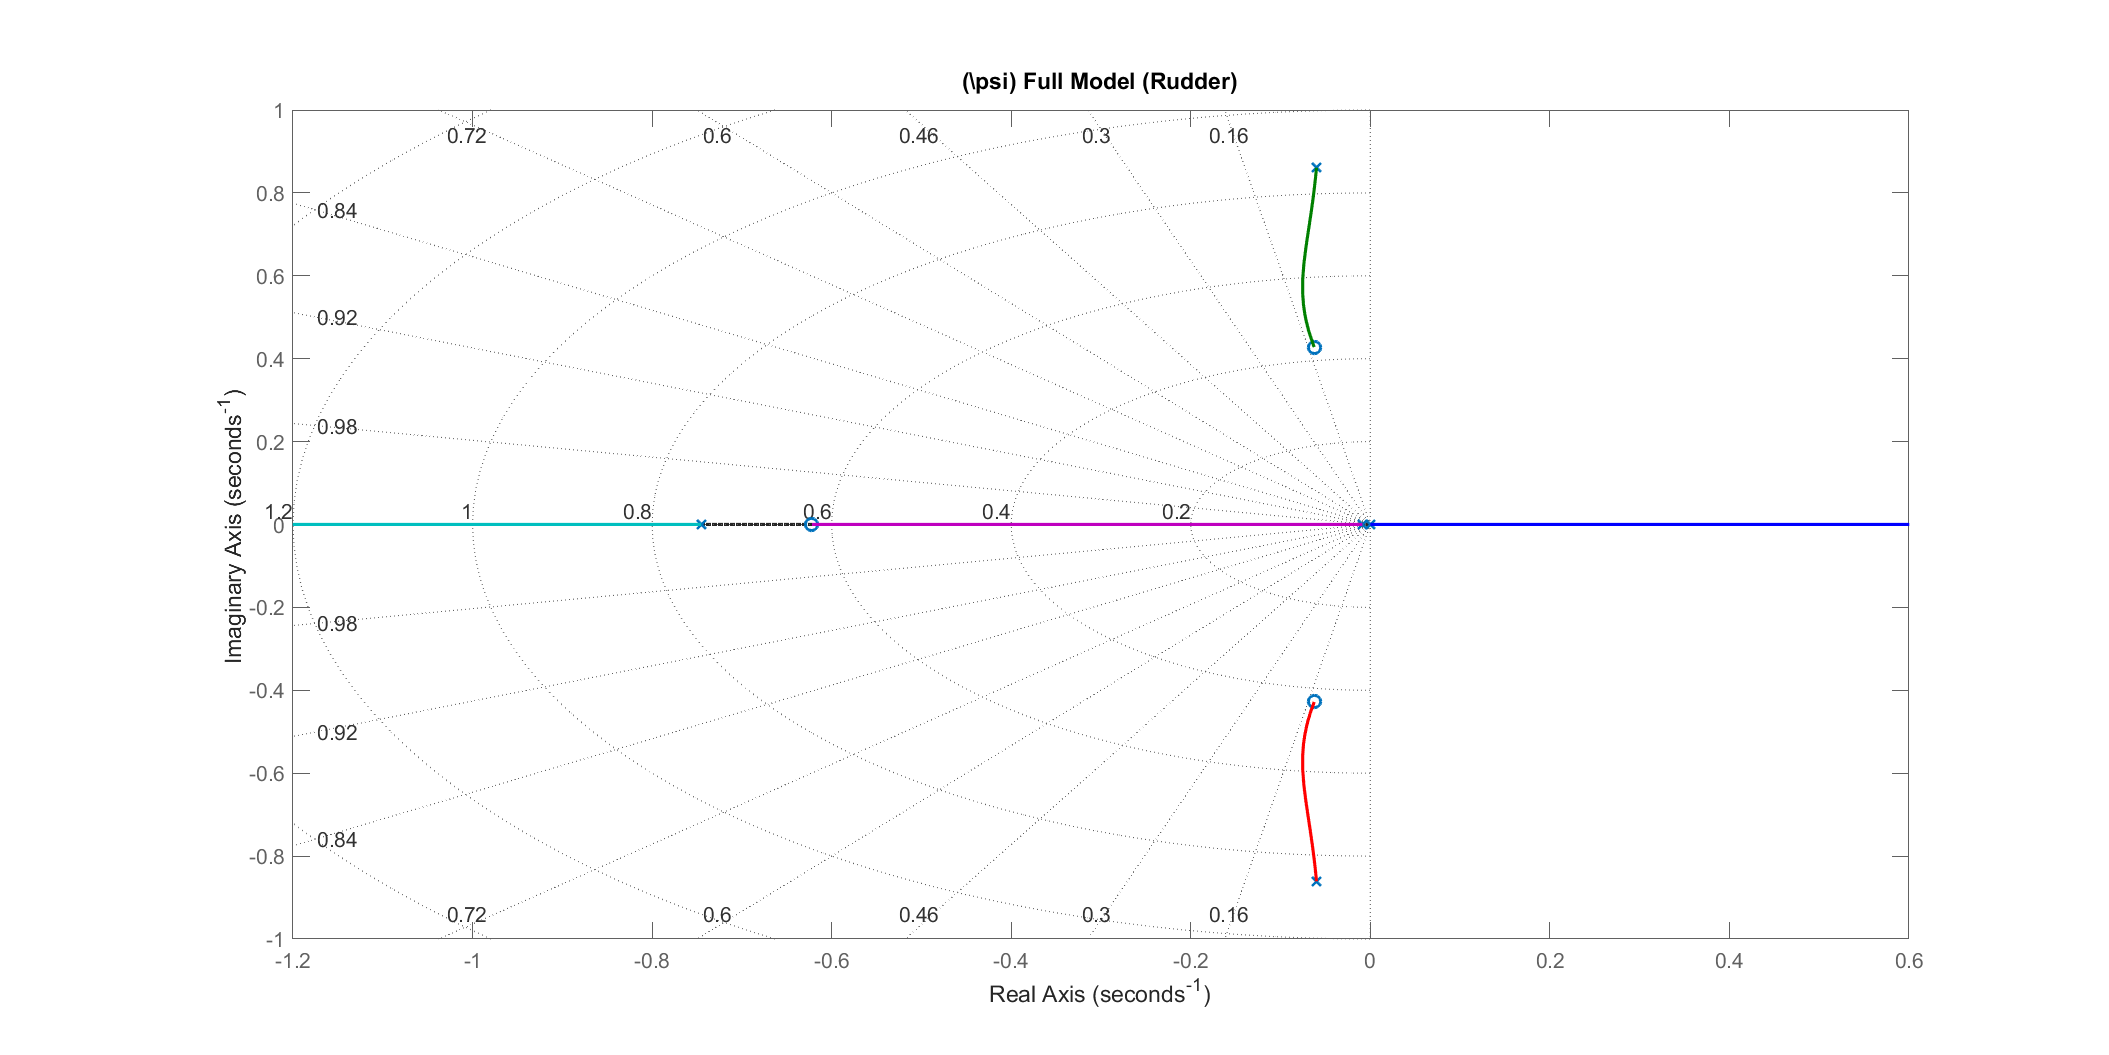 (\psi) Full Model (Rudder)
1
0.72 0.6 0.46 0.3 0.16
0.8
0.84
0.6
0.92
0.4
0.98
0.2
1.2 1 0.8 0.6 0.4 0.2
0
-0.2
0.98
-0.4
0.92
-0.6
0.84
-0.8
0.72 0.6 0.46 0.3 0.16
-1
-1.2 -1 -0.8 -0.6 -0.4 -0.2 0 0.2 0.4 0.6
Real Axis (seconds-1)
Imaginary Axis (seconds-1)